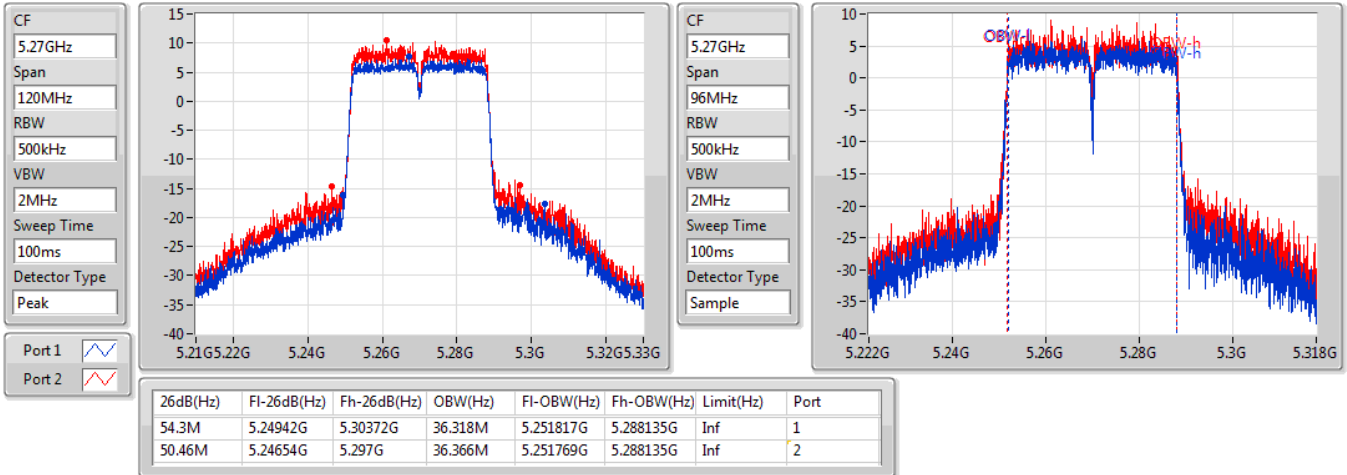 CF
5.27GHz
Span
120MHz
RBW
500kHz
VBW
2MHz
Sweep Time
100ms
Detector Type
Peak
Port 1
Port 2
15
10
5
0
-5
-10
-15
-20
-25
-30
-35
-40
5.21G 5.22G 5.24G 5.26G 5.28G 5.3G 5.32G 5.33G
CF
5.27GHz
Span
96MHz
RBW
500kHz
VBW
2MHz
Sweep Time
100ms
Detector Type
Sample
10
5
0
-5
-10
-15
-20
-25
-30
-35
-40
5.222G 5.24G 5.26G 5.28G 5.3G 5.318G
26dB(Hz) Fl-26dB(Hz) Fh-26dB(Hz) OBW(Hz) Fl-OBW(Hz) Fh-OBW(Hz) Limit(Hz) Port
54.3M 5.24942G 5.30372G 36.318M 5.251817G 5.288135G Inf 1
50.46M 5.24654G 5.297G 36.366M 5.251769G 5.288135G Inf 2